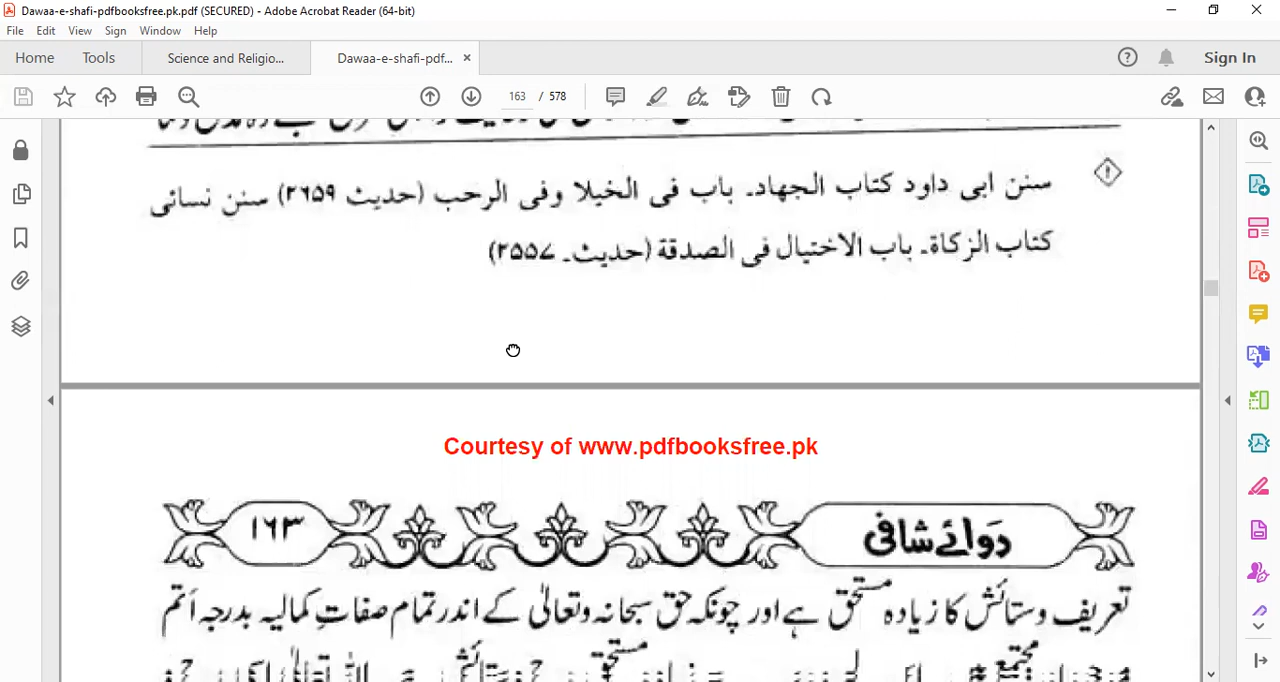 Dawaa-e-shafi-pdfbooksfree.pk.pdf (SECURED) - Adobe Acrobat Reader (64-bit)
File Edit View Sign Window Help
Home Tools Science and Religio... Dawaa-e-shafi-pdf... × Sign In
163 / 578
سنن ابی داود کتاب الجهاد۔ باب فی الخیلا وفی الرحب (حدیث ۲۶۵۹) سنن نسائی
کتاب الزکاة۔ باب الاختیال فی الصدقة (حدیث۔ ۲۵۵۷)
Courtesy of www.pdfbooksfree.pk
دَوائے شافی
۱۶۳
تعریف وستائش کا زیادہ مستحق ہے اور چونکہ حق سبحانہ وتعالیٰ کے اندر تمام صفاتِ کمالیہ بدرجہ اَتم